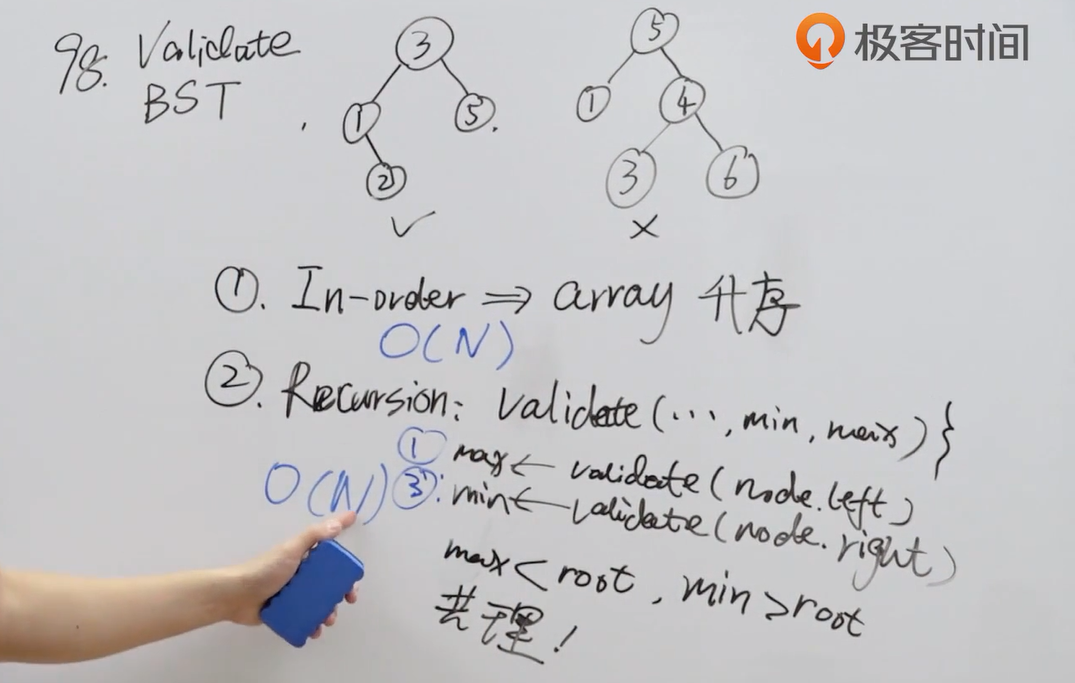 98. Validate
BST
3
1
5
2
✓
5
1
4
3
6
×
极客时间
①. In-order ⇒ array 升序
O(N)
②. Recursion: validate(..., min, max) }
① max ← validate(node.left)
O(N) ③: min ← validate(node.right)
max < root, min > root